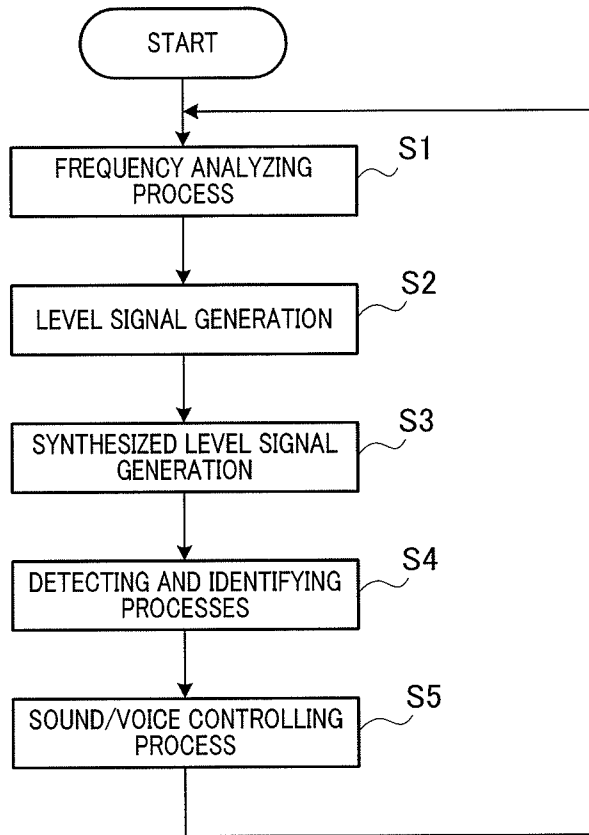 START
FREQUENCY ANALYZING
PROCESS
S1
LEVEL SIGNAL GENERATION
S2
SYNTHESIZED LEVEL SIGNAL
GENERATION
S3
DETECTING AND IDENTIFYING
PROCESSES
S4
SOUND/VOICE CONTROLLING
PROCESS
S5